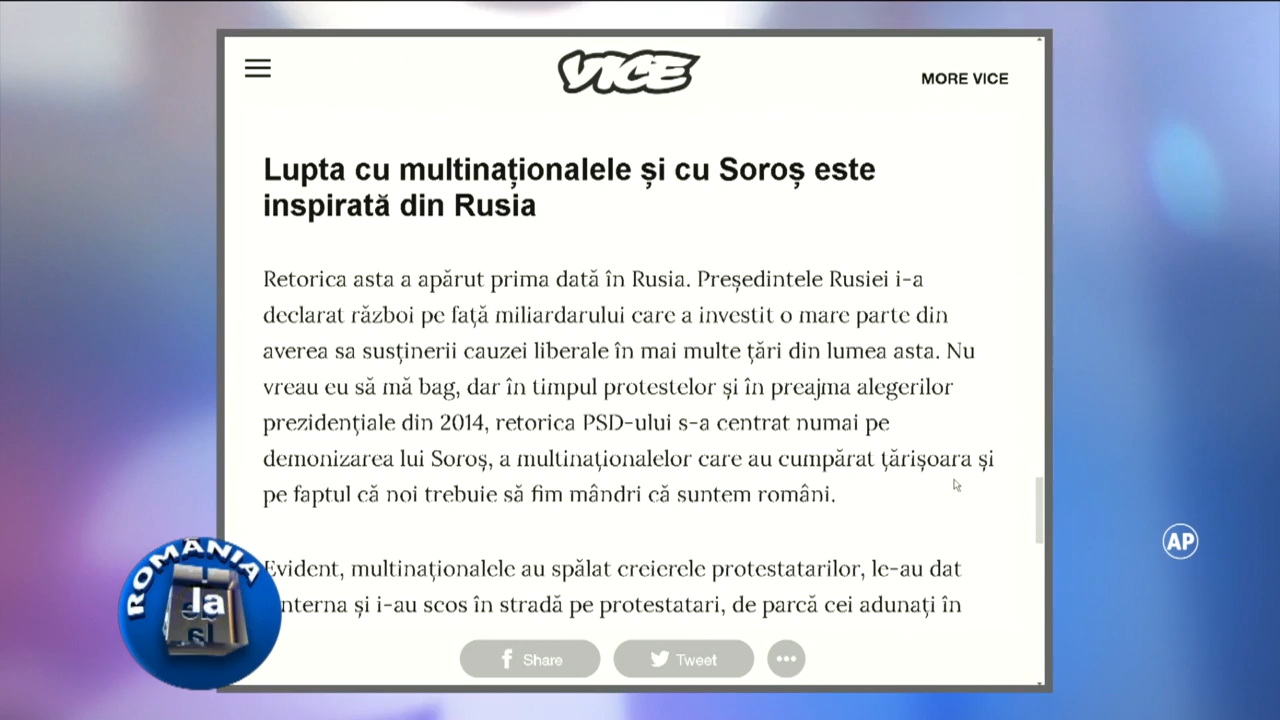 VICE
MORE VICE
Lupta cu multinaționalele și cu Soroș este
inspirată din Rusia
Retorica asta a apărut prima dată în Rusia. Președintele Rusiei i-a
declarat război pe față miliardarului care a investit o mare parte din
averea sa susținerii cauzei liberale în mai multe țări din lumea asta. Nu
vreau eu să mă bag, dar în timpul protestelor și în preajma alegerilor
prezidențiale din 2014, retorica PSD-ului s-a centrat numai pe
demonizarea lui Soroș, a multinaționalelor care au cumpărat țărișoara și
pe faptul că noi trebuie să fim mândri că suntem români.
Evident, multinaționalele au spălat creierele protestatarilor, le-au dat
și i-au scos în stradă pe protestatari, de parcă cei adunați în
Share
Tweet
ROMÂNIA
la
AP